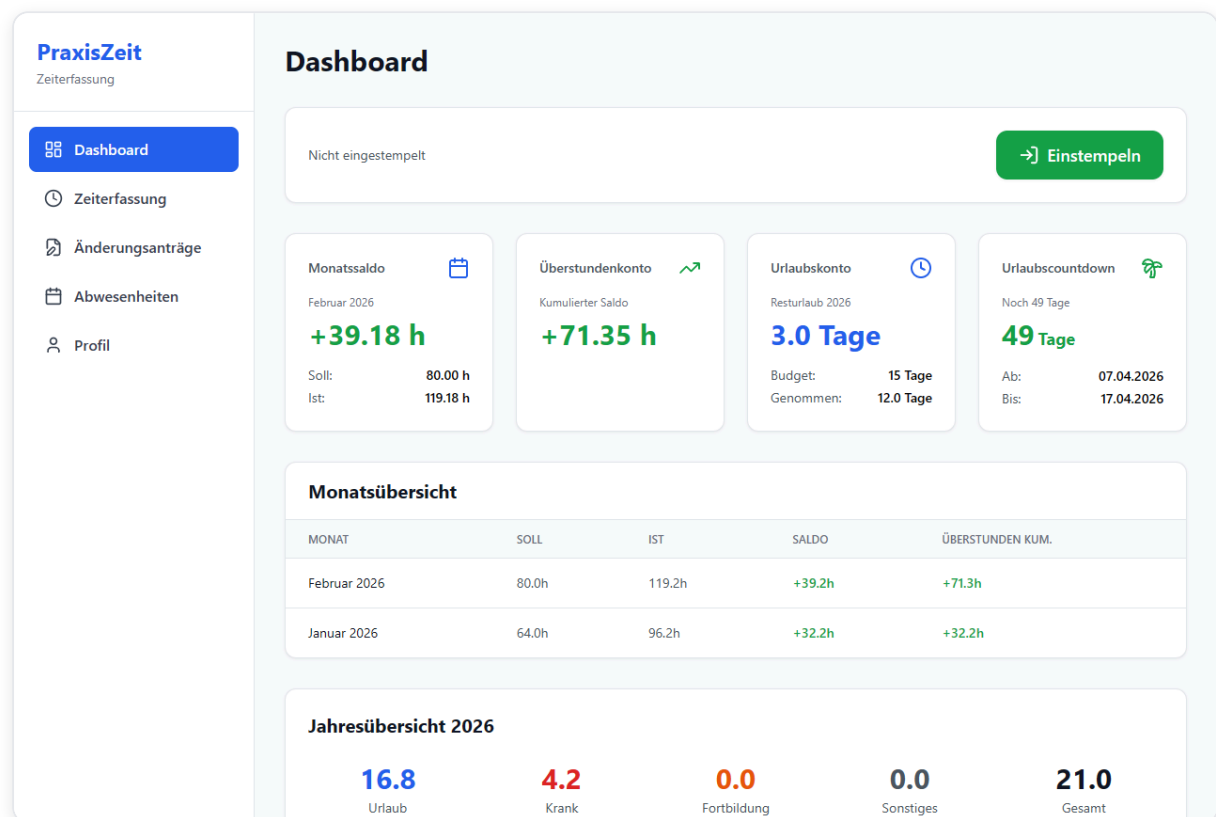 PraxisZeit
Zeiterfassung
Dashboard
Zeiterfassung
Änderungsanträge
Abwesenheiten
Profil
Dashboard
Nicht eingestempelt
Einstempeln
Monatssaldo
Februar 2026
+39.18 h
Soll: 80.00 h
Ist: 119.18 h
Überstundenkonto
Kumulierter Saldo
+71.35 h
Urlaubskonto
Resturlaub 2026
3.0 Tage
Budget: 15 Tage
Genommen: 12.0 Tage
Urlaubscountdown
Noch 49 Tage
49 Tage
Ab: 07.04.2026
Bis: 17.04.2026
Monatsübersicht
MONAT SOLL IST SALDO ÜBERSTUNDEN KUM.
Februar 2026 80.0h 119.2h +39.2h +71.3h
Januar 2026 64.0h 96.2h +32.2h +32.2h
Jahresübersicht 2026
16.8 4.2 0.0 0.0 21.0
Urlaub Krank Fortbildung Sonstiges Gesamt